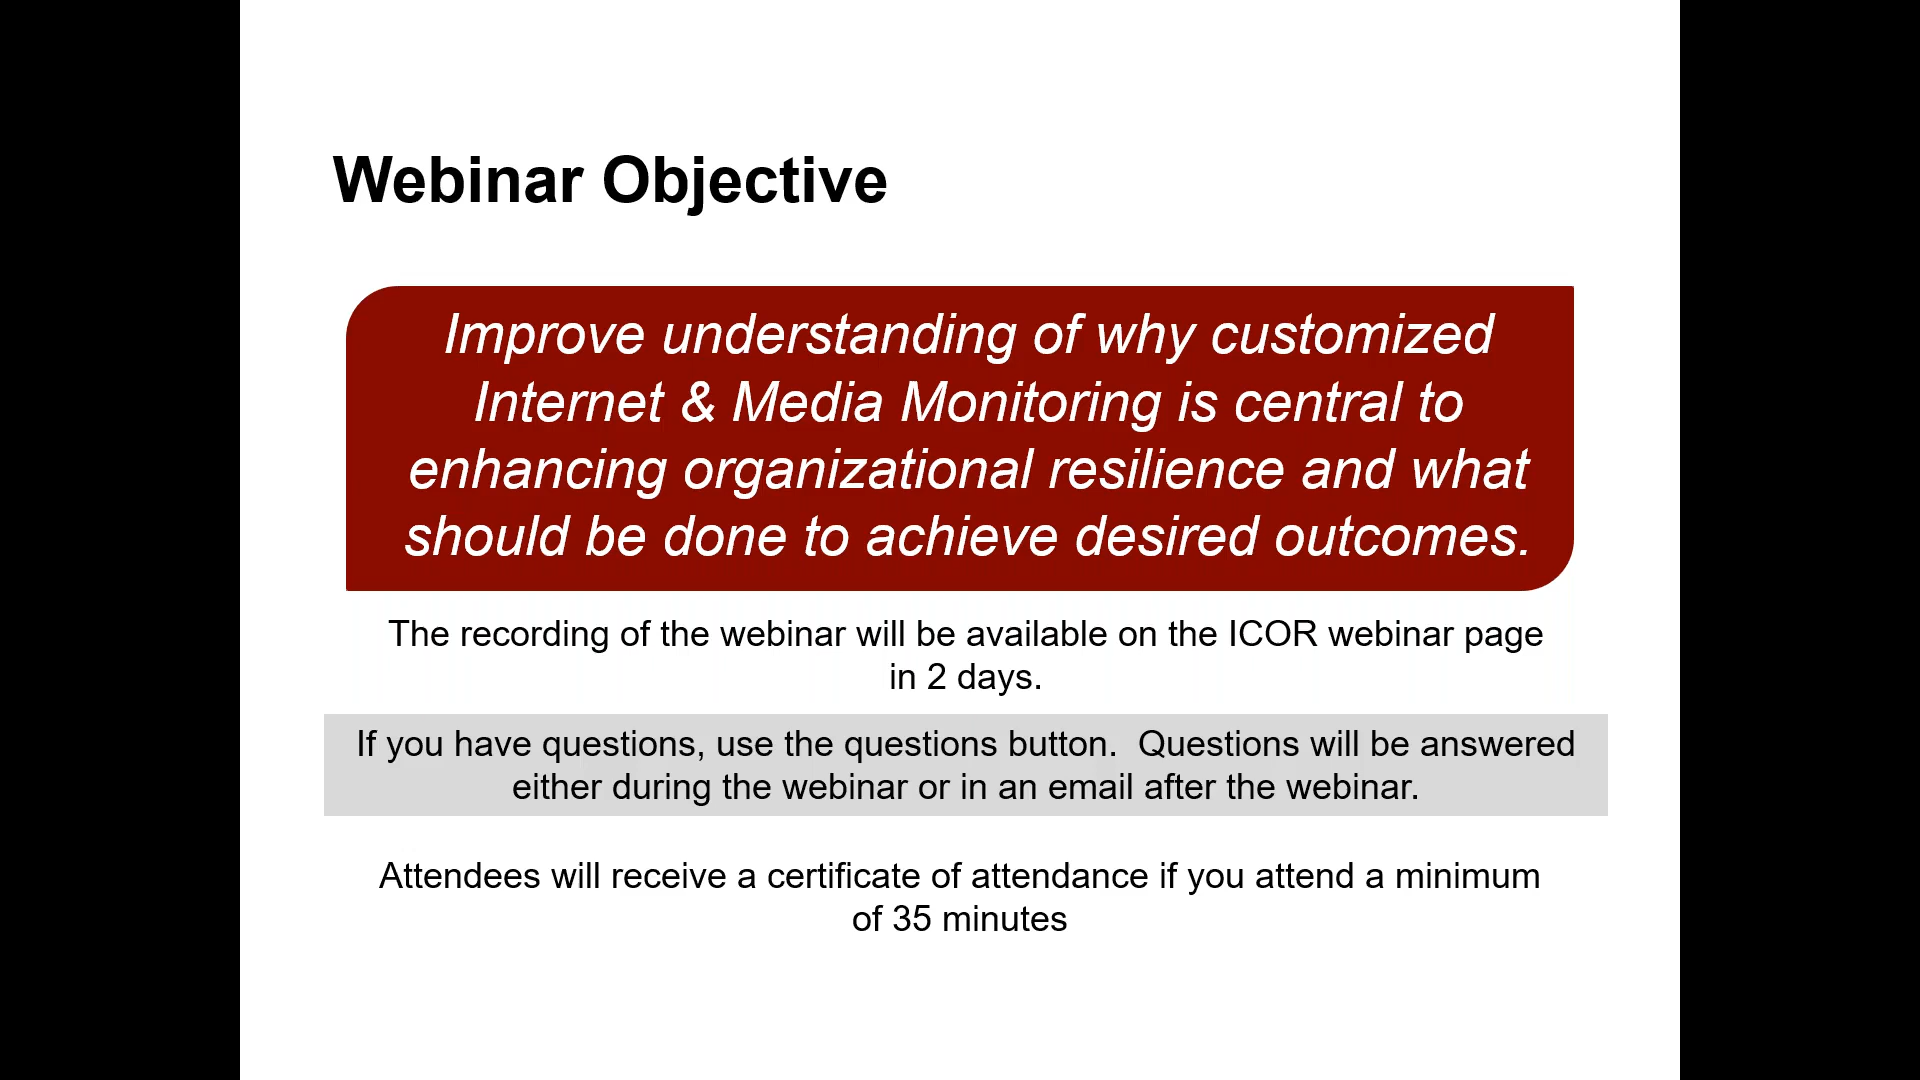 Webinar Objective
Improve understanding of why customized
Internet & Media Monitoring is central to
enhancing organizational resilience and what
should be done to achieve desired outcomes.
The recording of the webinar will be available on the ICOR webinar page
in 2 days.
If you have questions, use the questions button.  Questions will be answered
either during the webinar or in an email after the webinar.
Attendees will receive a certificate of attendance if you attend a minimum
of 35 minutes